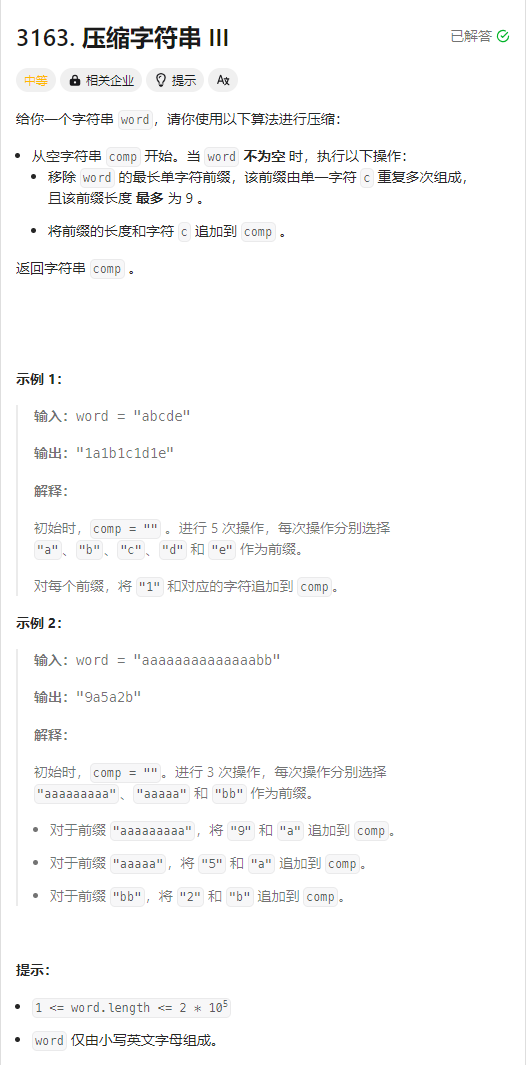 3163. 压缩字符串 III
已解答
中等 相关企业 提示 Ax
给你一个字符串 word，请你使用以下算法进行压缩：
从空字符串 comp 开始。当 word 不为空 时，执行以下操作：
移除 word 的最长单字符前缀，该前缀由单一字符 c 重复多次组成，
且该前缀长度 最多 为 9 。
将前缀的长度和字符 c 追加到 comp 。
返回字符串 comp 。
示例 1：
输入：word = "abcde"
输出："1a1b1c1d1e"
解释：
初始时，comp = "" 。进行 5 次操作，每次操作分别选择
"a"、"b"、"c"、"d" 和 "e" 作为前缀。
对每个前缀，将 "1" 和对应的字符追加到 comp。
示例 2：
输入：word = "aaaaaaaaaaaaaabb"
输出："9a5a2b"
解释：
初始时，comp = ""。进行 3 次操作，每次操作分别选择
"aaaaaaaaa"、"aaaaa" 和 "bb" 作为前缀。
对于前缀 "aaaaaaaaa"，将 "9" 和 "a" 追加到 comp。
对于前缀 "aaaaa"，将 "5" 和 "a" 追加到 comp。
对于前缀 "bb"，将 "2" 和 "b" 追加到 comp。
提示：
1 <= word.length <= 2 * 10⁵
word 仅由小写英文字母组成。